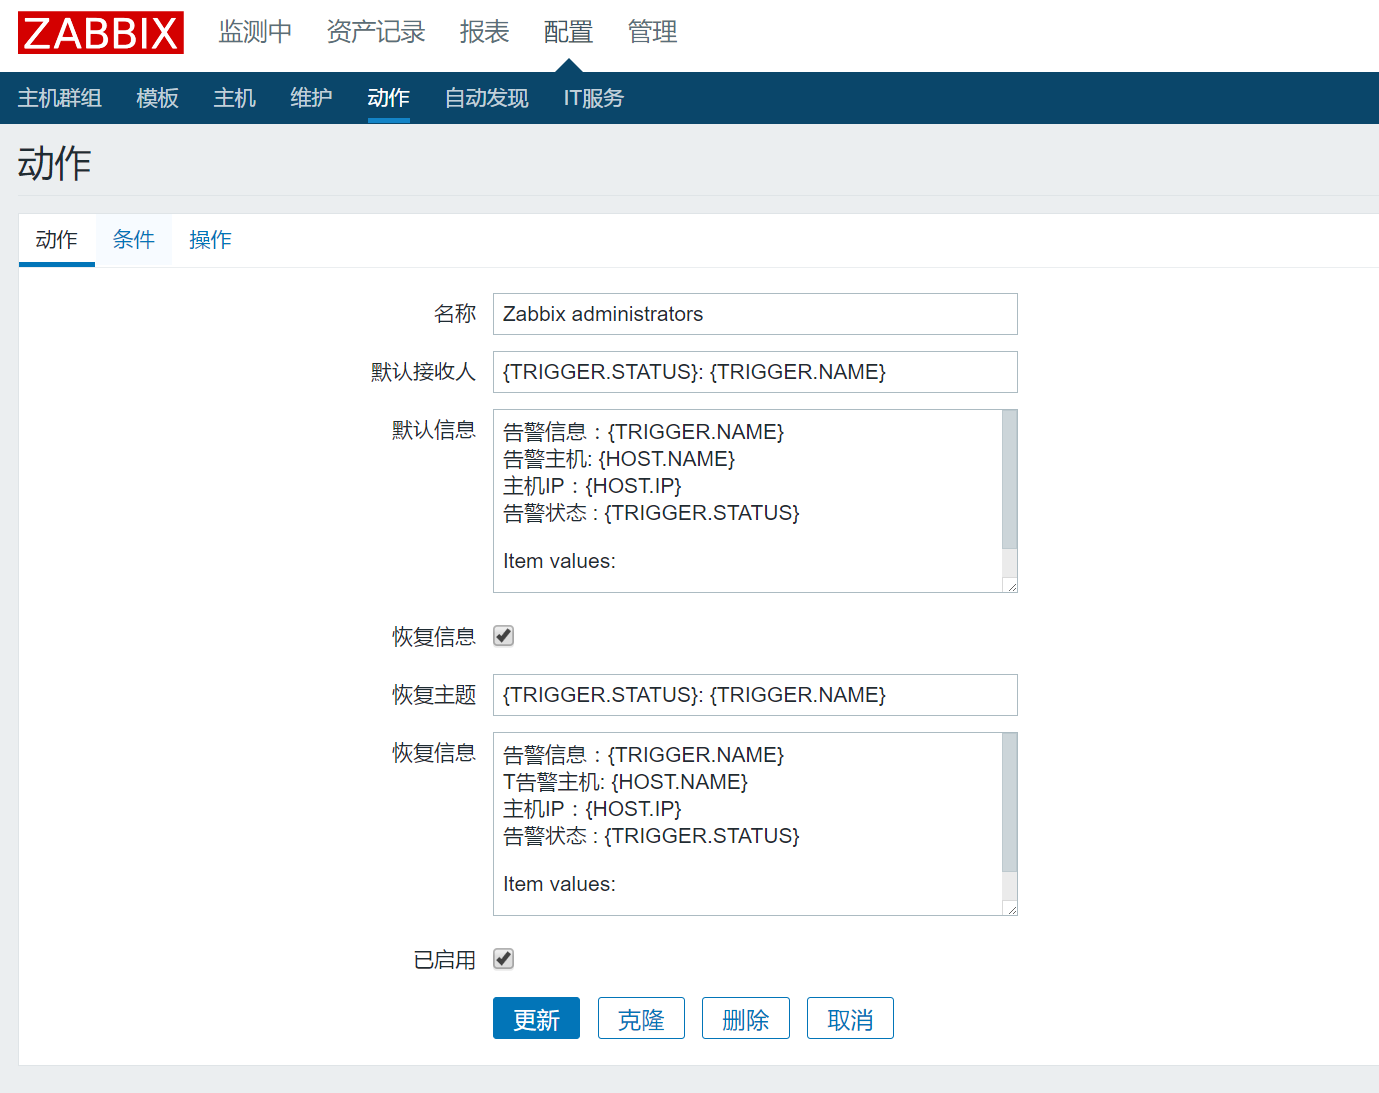 ZABBIX 监测中 资产记录 报表 配置 管理
主机群组 模板 主机 维护 动作 自动发现 IT服务
动作
动作 条件 操作
名称 Zabbix administrators
默认接收人 {TRIGGER.STATUS}: {TRIGGER.NAME}
默认信息 告警信息：{TRIGGER.NAME}
告警主机: {HOST.NAME}
主机IP：{HOST.IP}
告警状态 : {TRIGGER.STATUS}
Item values:
恢复信息
恢复主题 {TRIGGER.STATUS}: {TRIGGER.NAME}
恢复信息 告警信息：{TRIGGER.NAME}
T告警主机: {HOST.NAME}
主机IP：{HOST.IP}
告警状态 : {TRIGGER.STATUS}
Item values:
已启用
更新 克隆 删除 取消